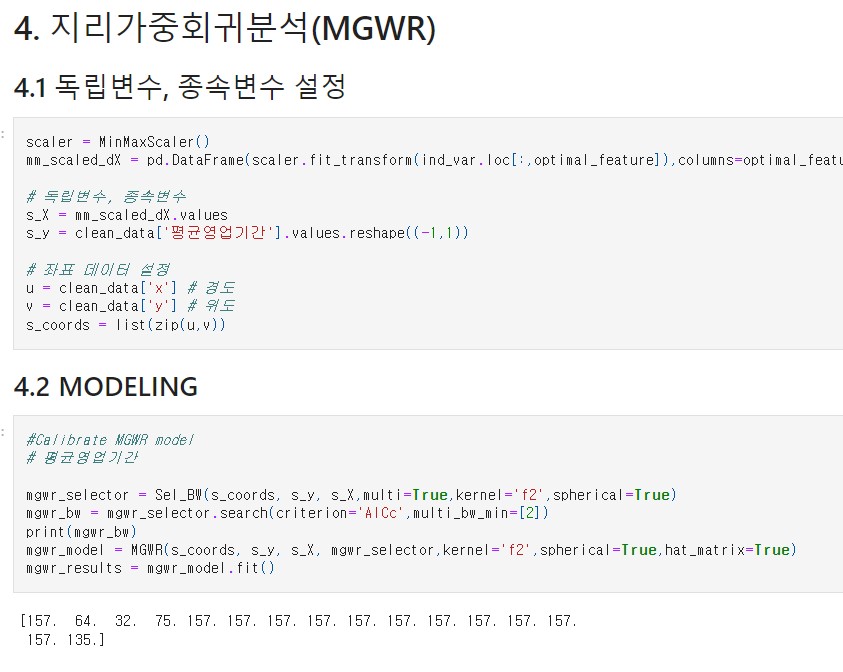 4. 지리가중회귀분석(MGWR)
4.1 독립변수, 종속변수 설정
:
scaler = MinMaxScaler()
mm_scaled_dX = pd.DataFrame(scaler.fit_transform(ind_var.loc[:,optimal_feature]),columns=optimal_featu
# 독립변수, 종속변수
s_X = mm_scaled_dX.values
s_y = clean_data['평균영업기간'].values.reshape((-1,1))
# 좌표 데이터 설정
u = clean_data['x'] # 경도
v = clean_data['y'] # 위도
s_coords = list(zip(u,v))
4.2 MODELING
:
#Calibrate MGWR model
# 평균영업기간
mgwr_selector = Sel_BW(s_coords, s_y, s_X,multi=True,kernel='f2',spherical=True)
mgwr_bw = mgwr_selector.search(criterion='AICc',multi_bw_min=[2])
print(mgwr_bw)
mgwr_model = MGWR(s_coords, s_y, s_X, mgwr_selector,kernel='f2',spherical=True,hat_matrix=True)
mgwr_results = mgwr_model.fit()
[157. 64. 32. 75. 157. 157. 157. 157. 157. 157. 157. 157. 157. 157.
157. 135.]